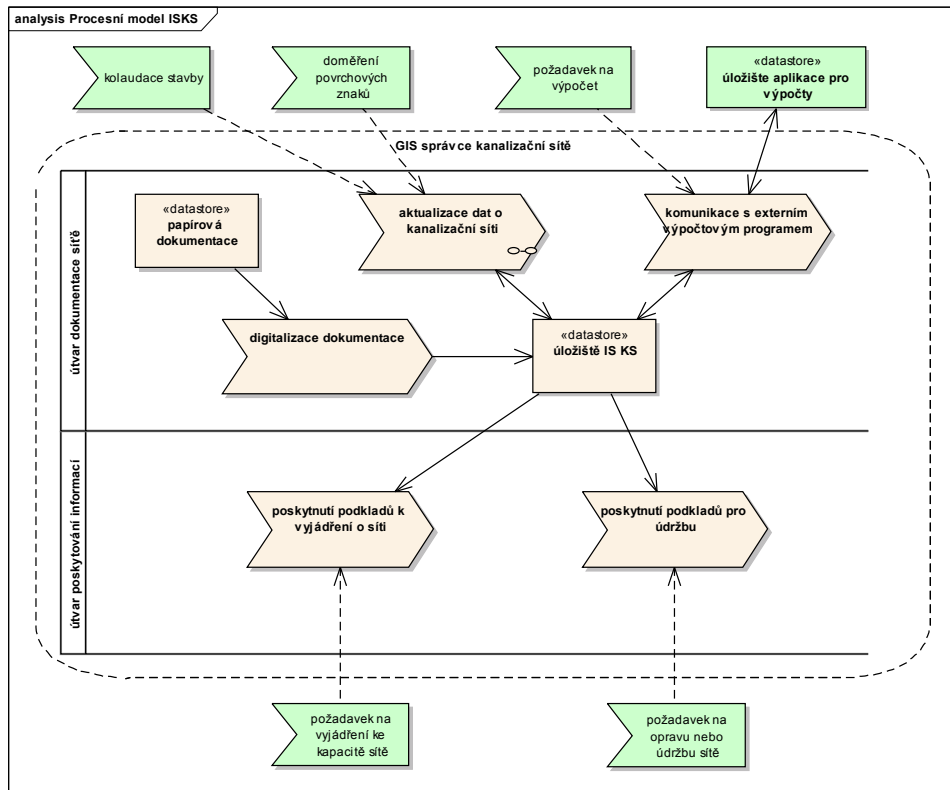 analysis Procesní model ISKS
kolaudace stavby
doměření
povrchových
znaků
požadavek na
výpočet
«datastore»
úložište aplikace pro
výpočty
GIS správce kanalizační sítě
útvar dokumentace síťě
«datastore»
papírová
dokumentace
aktualizace dat o
kanalizační síti
komunikace s externím
výpočtovým programem
digitalizace dokumentace
«datastore»
úložiště IS KS
útvar poskytování informací
poskytnutí podkladů k
vyjádření o síti
poskytnutí podkladů pro
údržbu
požadavek na
vyjádření ke
kapacitě sítě
požadavek na
opravu nebo
údržbu sítě